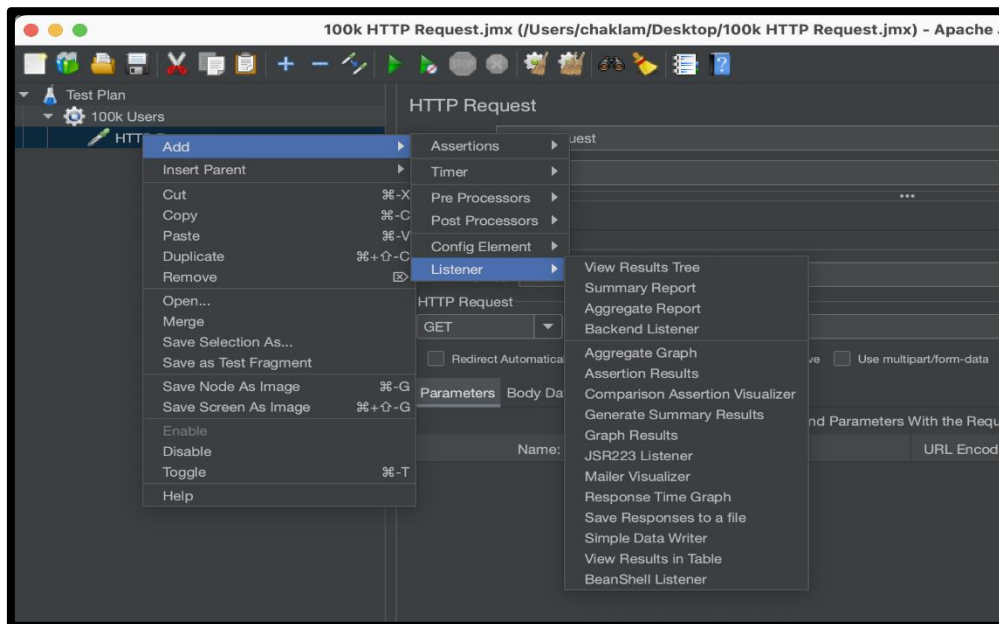 100k HTTP Request.jmx (/Users/chaklam/Desktop/100k HTTP Request.jmx) - Apache
STOP
Test Plan
100k Users
HTTP Request
Add
Insert Parent
Cut ⌘-X
Copy ⌘-C
Paste ⌘-V
Duplicate ⌘+⇧-C
Remove ⌦
Open...
Merge
Save Selection As...
Save as Test Fragment
Save Node As Image ⌘-G
Save Screen As Image ⌘+⇧-G
Enable
Disable
Toggle ⌘-T
Help
Assertions
Timer
Pre Processors
Post Processors
Config Element
Listener
View Results Tree
Summary Report
Aggregate Report
Backend Listener
Aggregate Graph
Assertion Results
Comparison Assertion Visualizer
Generate Summary Results
Graph Results
JSR223 Listener
Mailer Visualizer
Response Time Graph
Save Responses to a file
Simple Data Writer
View Results in Table
BeanShell Listener
HTTP Request
GET
Redirect Automatica
Use multipart/form-data
Parameters Body Da
nd Parameters With the Requ
Name: URL Encod